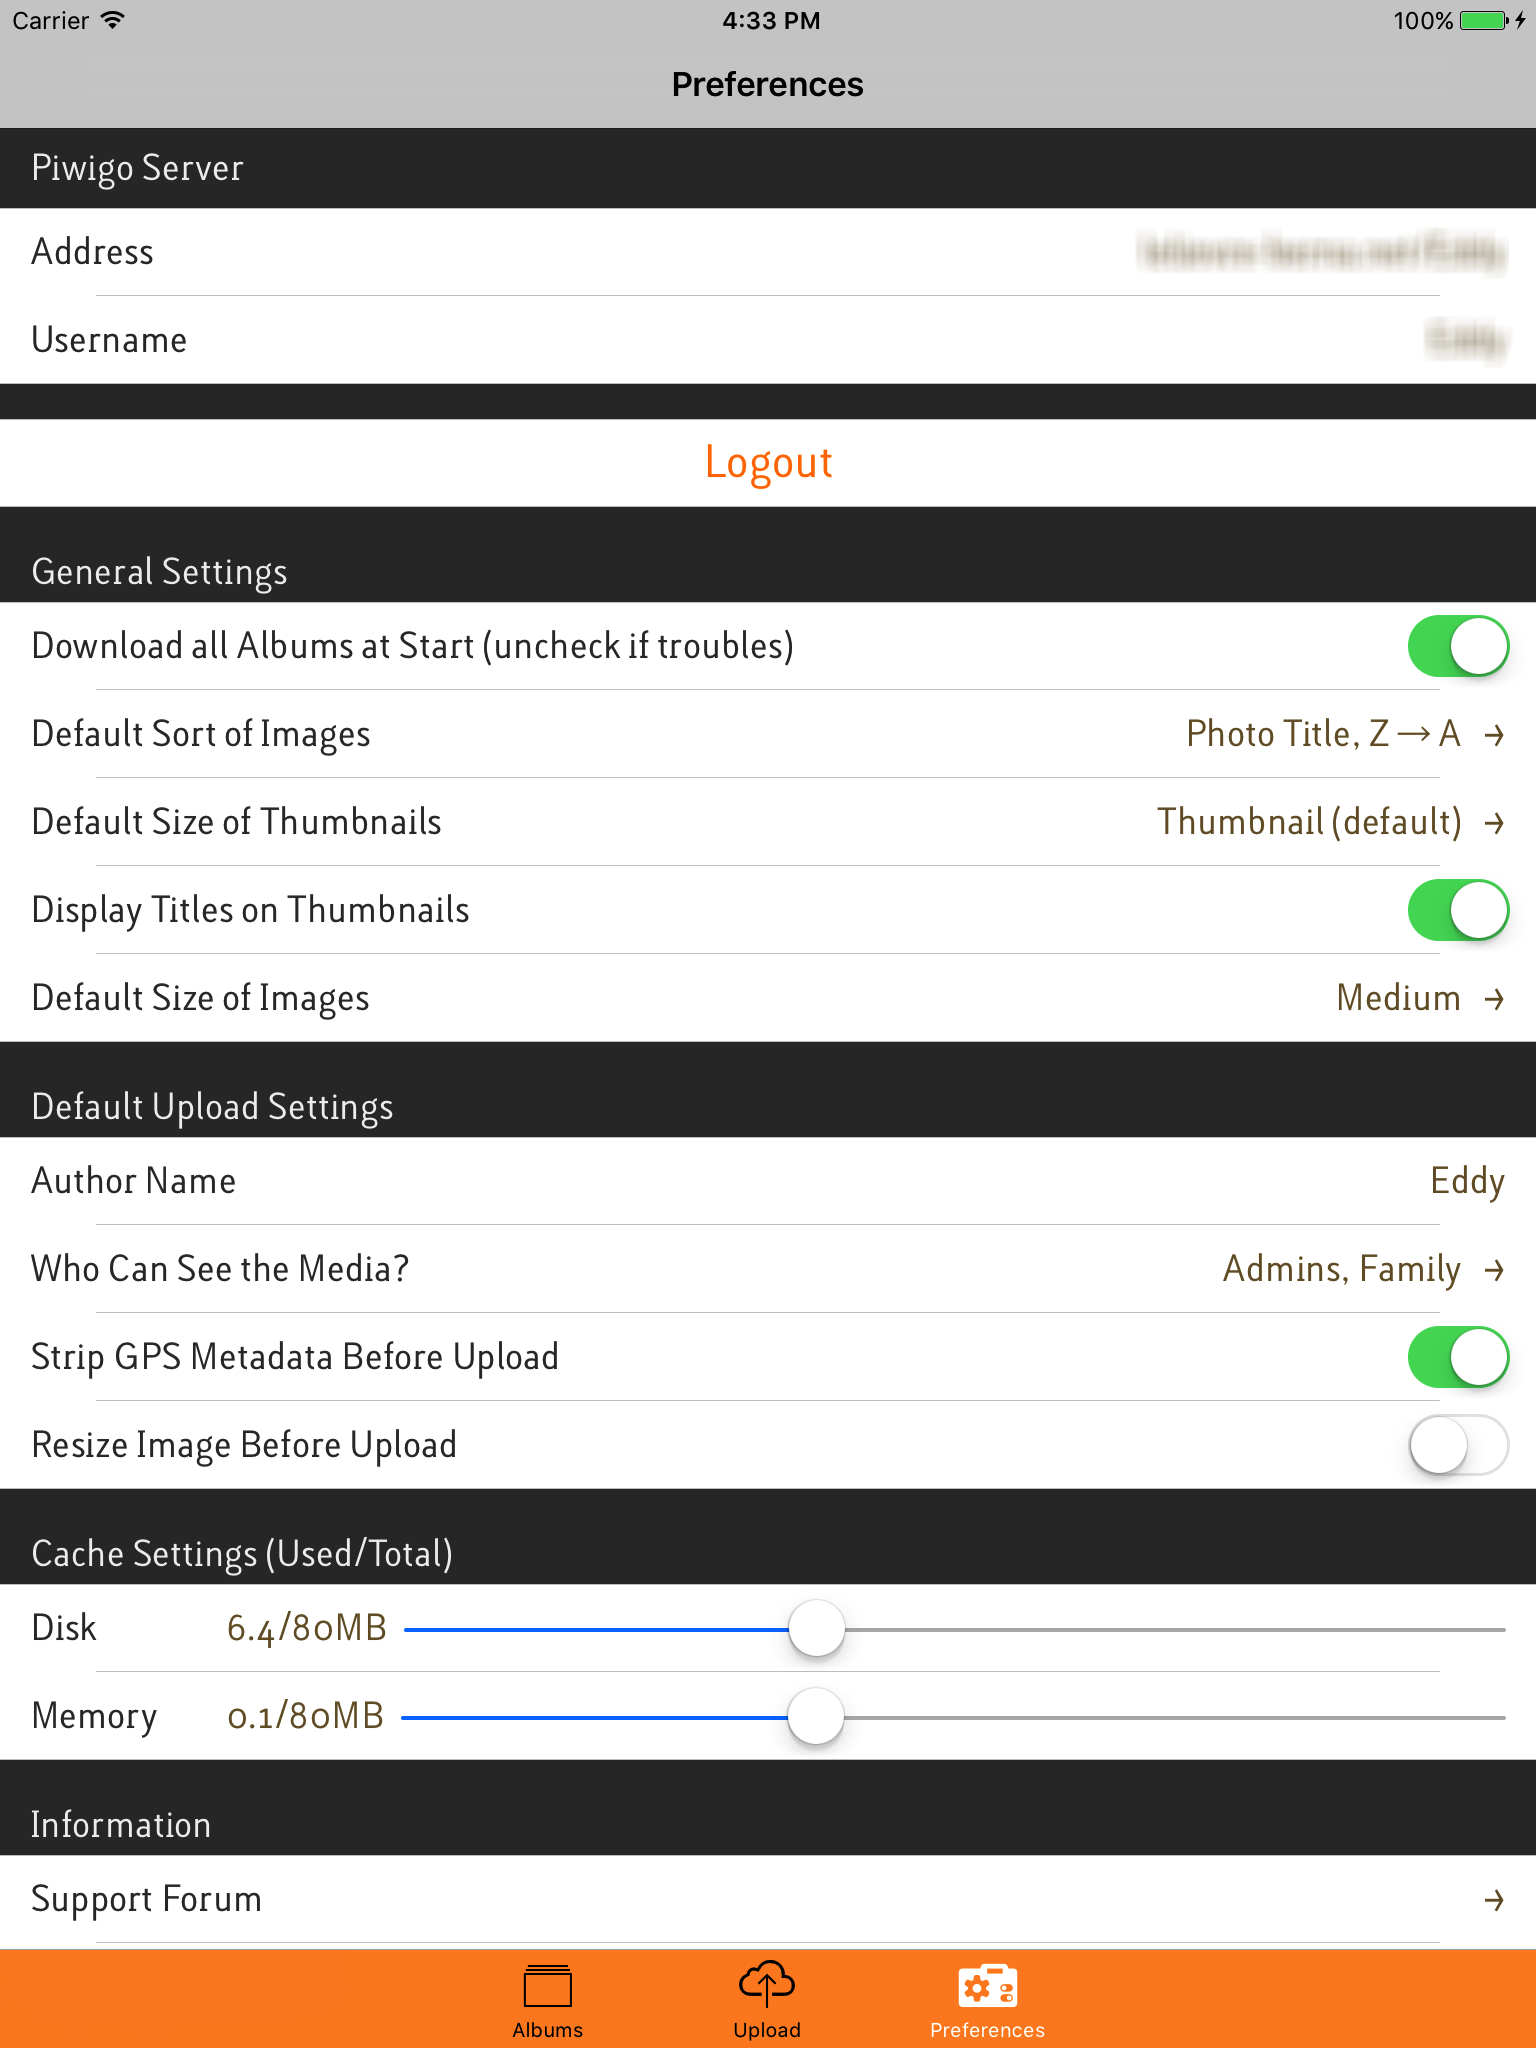 Carrier 4:33 PM 100%
Preferences
Piwigo Server
Address
Username
Logout
General Settings
Download all Albums at Start (uncheck if troubles)
Default Sort of Images Photo Title, Z → A →
Default Size of Thumbnails Thumbnail (default) →
Display Titles on Thumbnails
Default Size of Images Medium →
Default Upload Settings
Author Name Eddy
Who Can See the Media? Admins, Family →
Strip GPS Metadata Before Upload
Resize Image Before Upload
Cache Settings (Used/Total)
Disk 6.4/80MB
Memory 0.1/80MB
Information
Support Forum →
Albums Upload Preferences